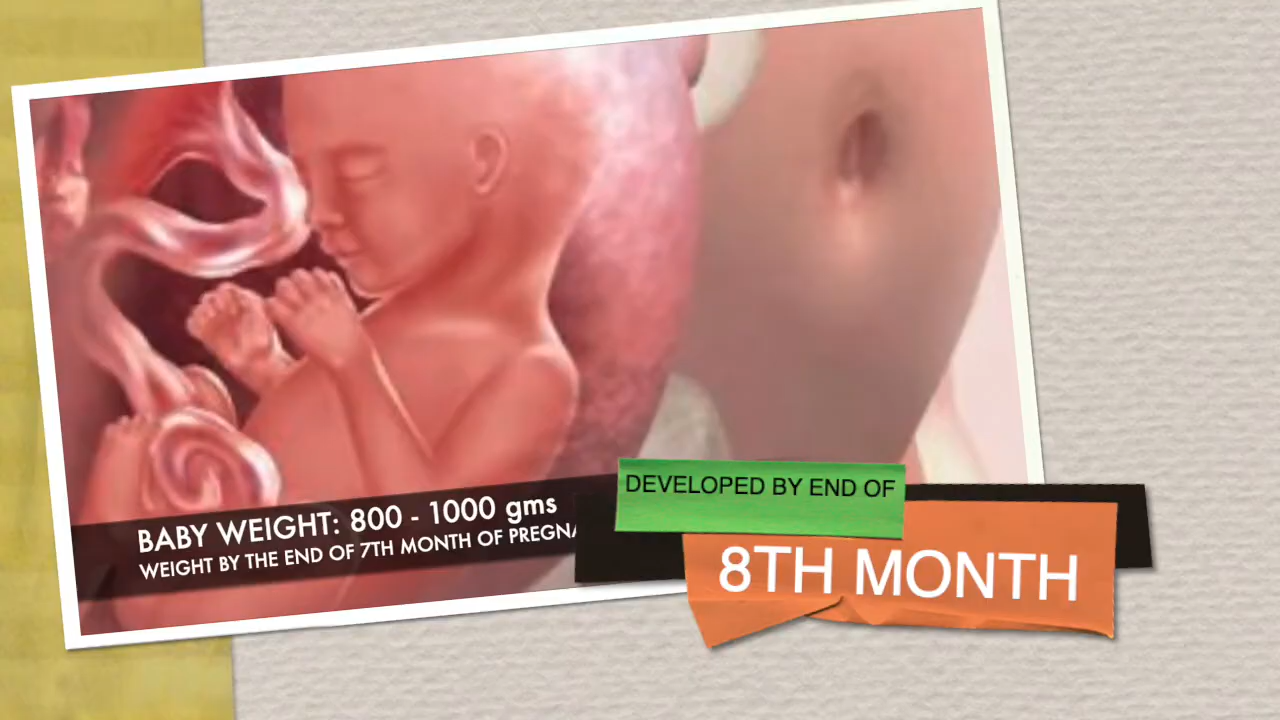 BABY WEIGHT: 800 - 1000 gms
WEIGHT BY THE END OF 7TH MONTH OF
DEVELOPED BY END OF
8TH MONTH